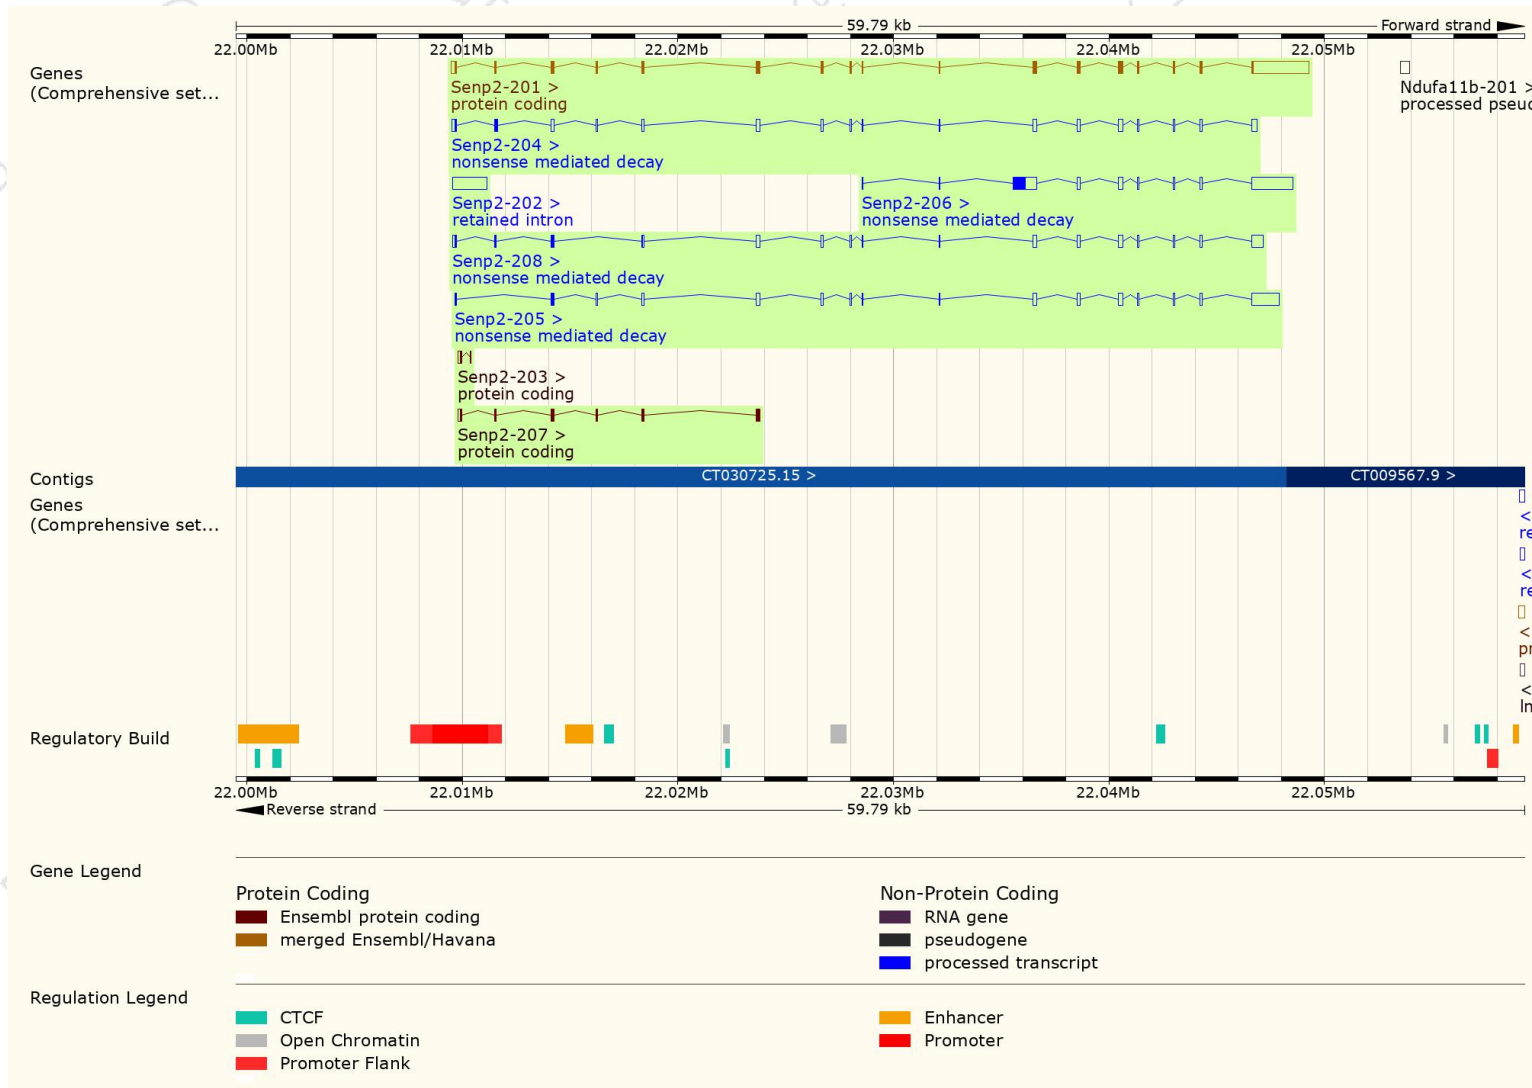 59.79 kb
Forward strand
22.00Mb 22.01Mb 22.02Mb 22.03Mb 22.04Mb 22.05Mb
Genes
(Comprehensive set...
Senp2-201 >
protein coding
Ndufa11b-201 >
processed pseud
Senp2-204 >
nonsense mediated decay
Senp2-202 >
retained intron
Senp2-206 >
nonsense mediated decay
Senp2-208 >
nonsense mediated decay
Senp2-205 >
nonsense mediated decay
Senp2-203 >
protein coding
Senp2-207 >
protein coding
Contigs
CT030725.15 >
CT009567.9 >
Genes
(Comprehensive set...
<
re
<
re
<
pr
<
ln
Regulatory Build
22.00Mb 22.01Mb 22.02Mb 22.03Mb 22.04Mb 22.05Mb
Reverse strand
59.79 kb
Gene Legend
Protein Coding
Ensembl protein coding
merged Ensembl/Havana
Non-Protein Coding
RNA gene
pseudogene
processed transcript
Regulation Legend
CTCF
Open Chromatin
Promoter Flank
Enhancer
Promoter